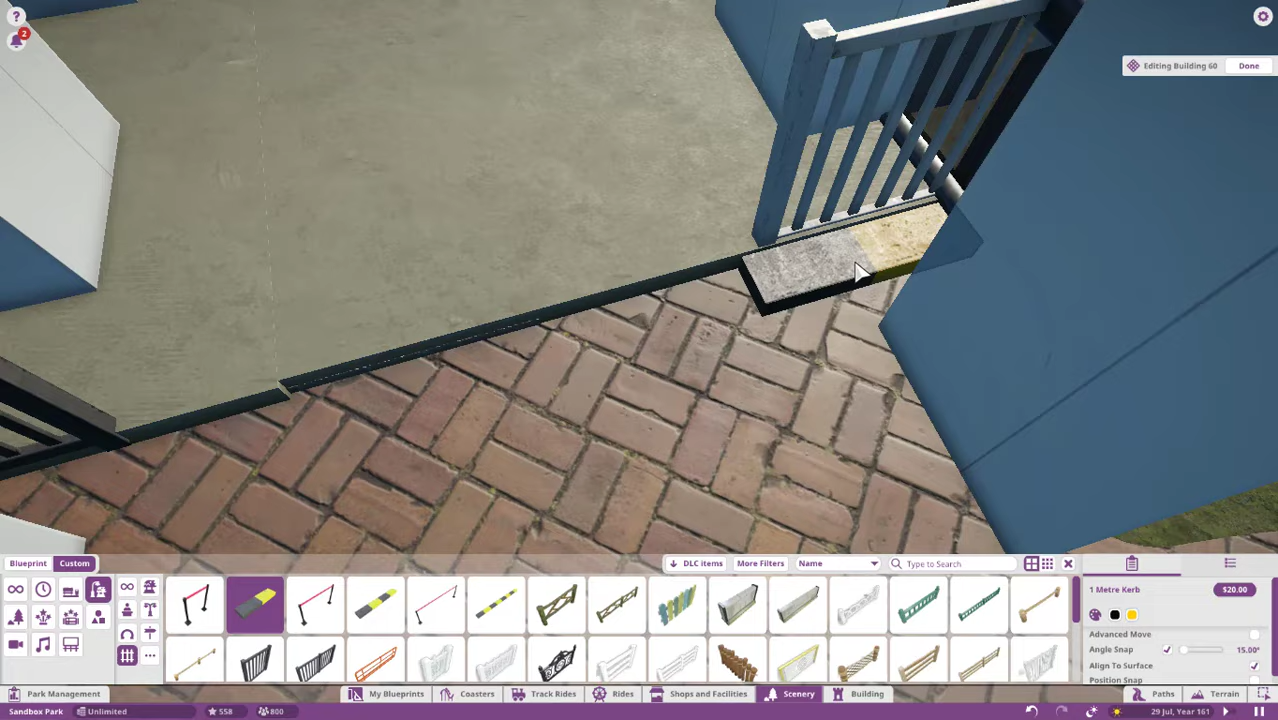 ?
2
Editing Building 60
Done
Blueprint
Custom
DLC items
More Filters
Name
Type to Search
1 Metre Kerb
$20.00
Advanced Move
Angle Snap
15.00°
Align To Surface
Position Snap
Park Management
My Blueprints
Coasters
Track Rides
Rides
Shops and Facilities
Scenery
Building
Paths
Terrain
Sandbox Park
Unlimited
558
800
29 Jul, Year 161